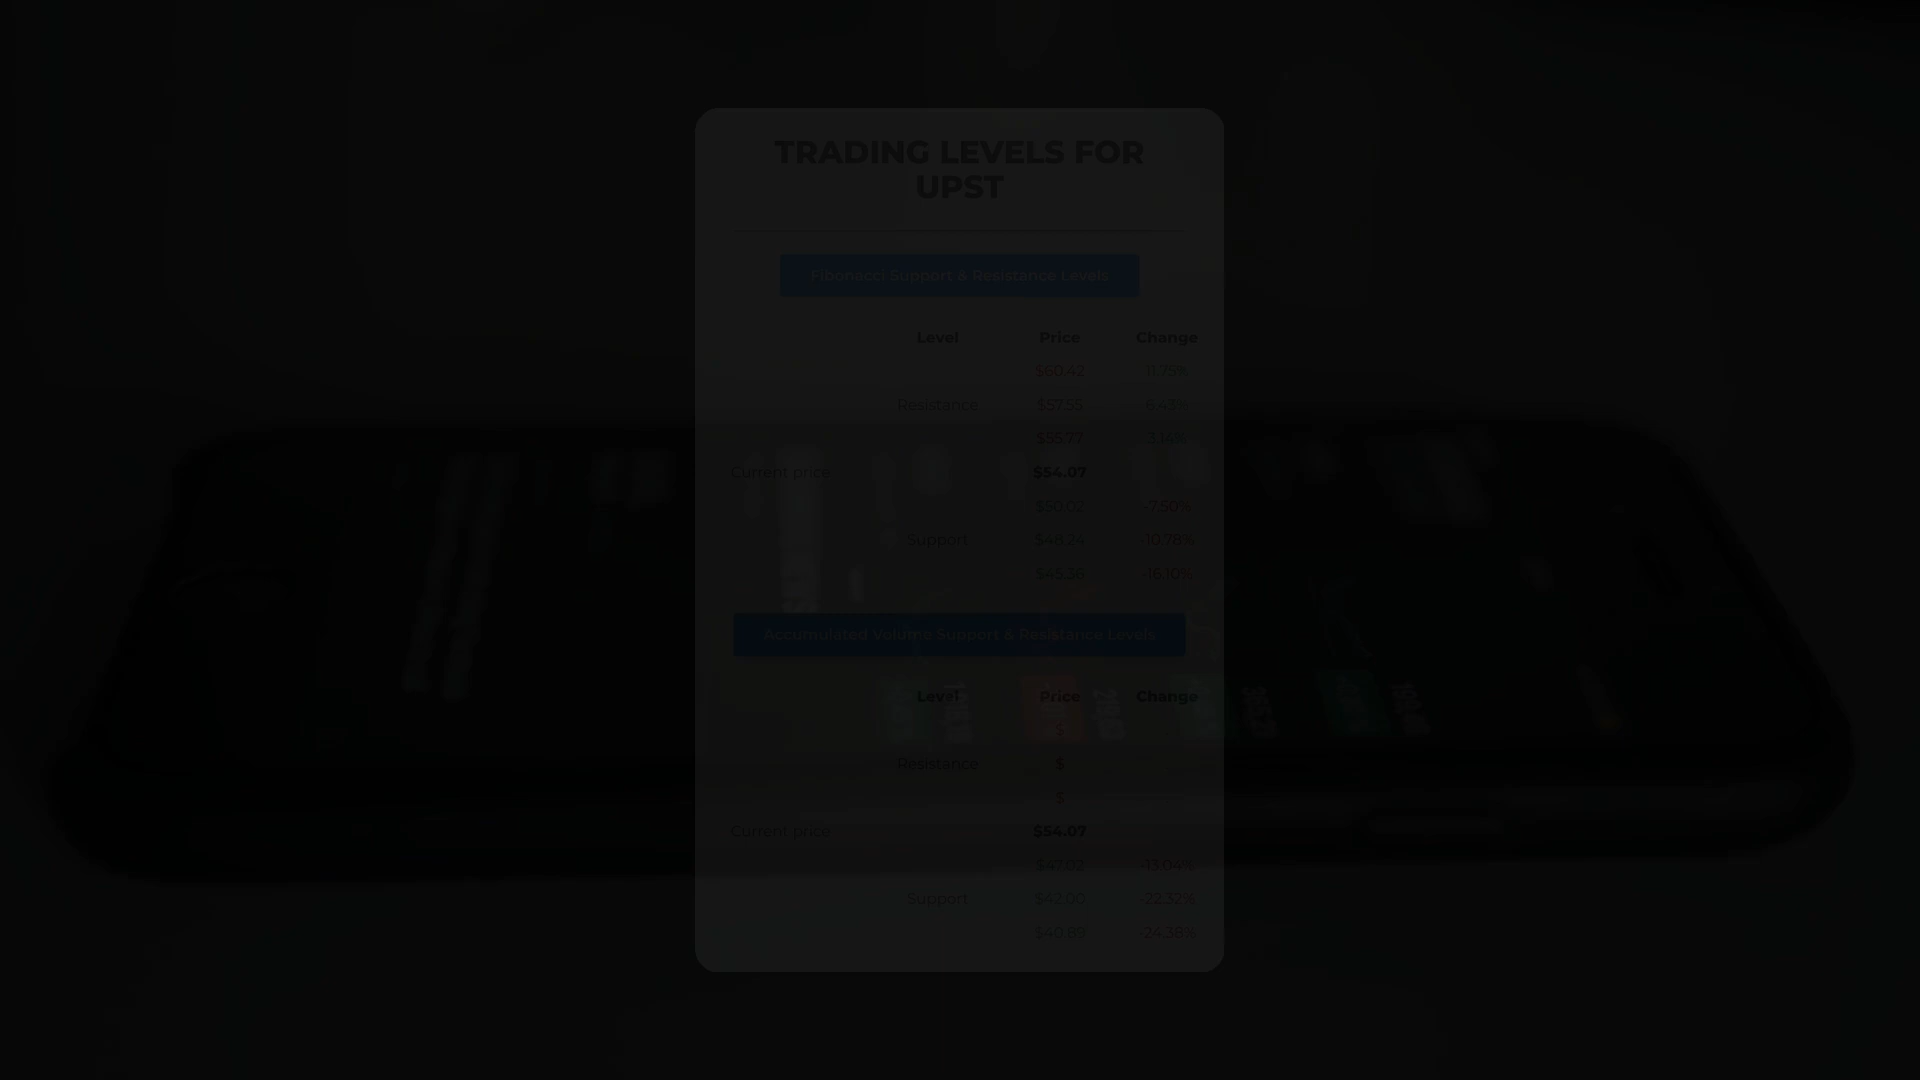 TRADING LEVELS FOR
UPST
Fibonacci Support & Resistance Levels
Level Price Change
$60.42 11.75%
Resistance $57.55 6.43%
$55.77 3.14%
Current price $54.07
$50.02 -7.50%
Support $48.24 -10.78%
$45.36 -16.10%
Accumulated Volume Support & Resistance Levels
Level Price Change
$
Resistance $
$
Current price $54.07
$47.02 -13.04%
Support $42.00 -22.32%
$40.89 -24.38%